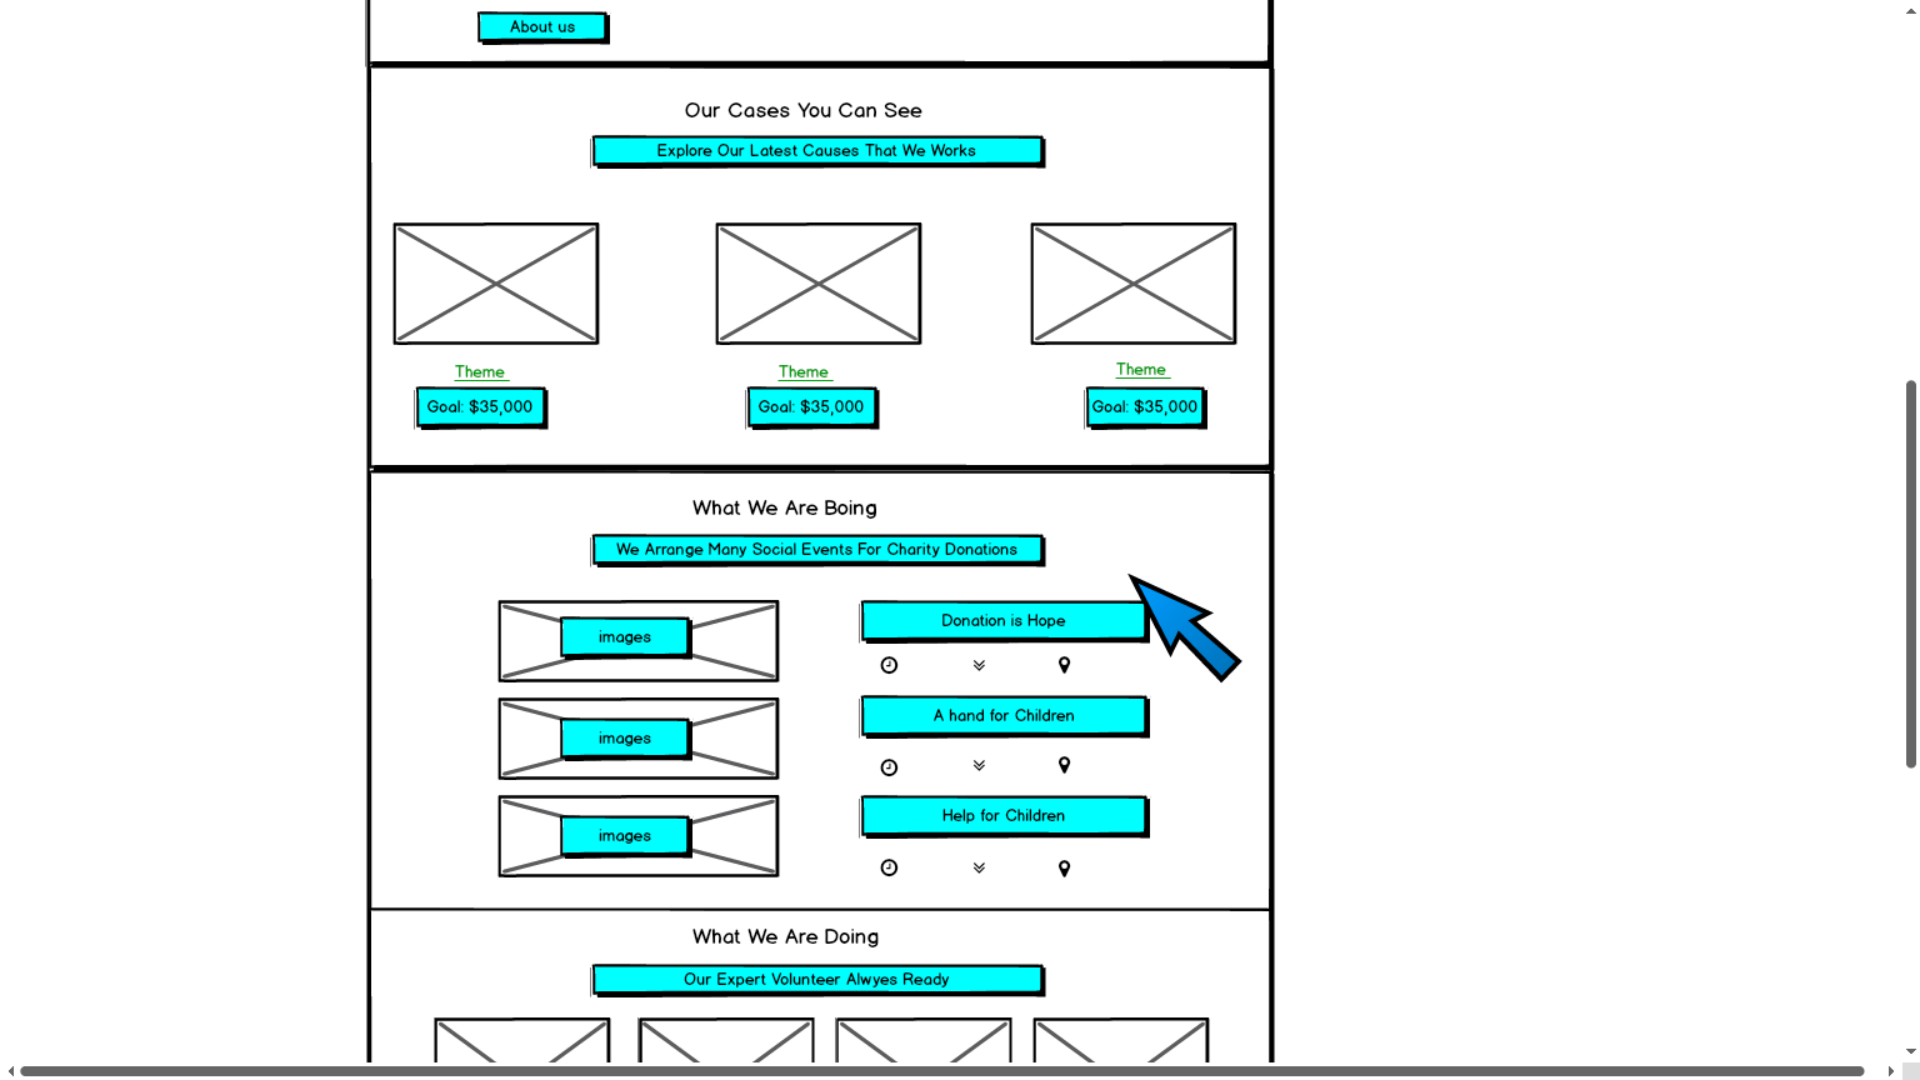 About us
Our Cases You Can See
Explore Our Latest Causes That We Works
Theme
Theme
Theme
Goal: $35,000
Goal: $35,000
Goal: $35,000
What We Are Boing
We Arrange Many Social Events For Charity Donations
images
Donation is Hope
images
A hand for Children
images
Help for Children
What We Are Doing
Our Expert Volunteer Alwyes Ready